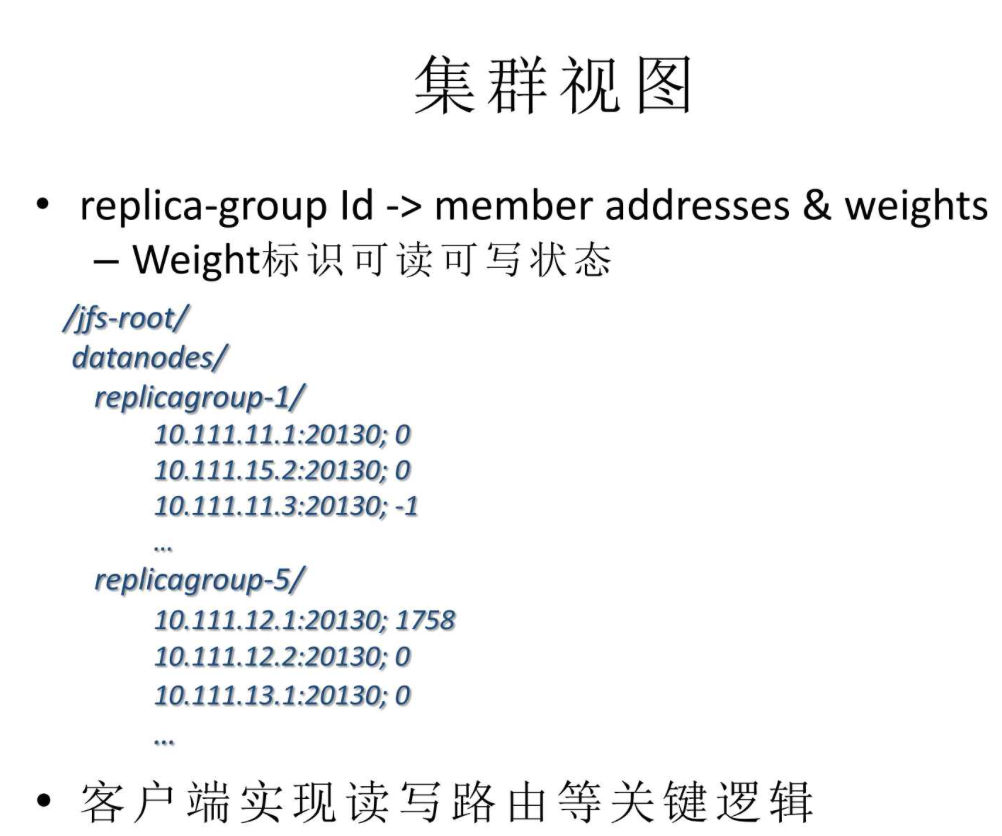 集群视图
• replica-group Id -> member addresses & weights
– Weight标识可读可写状态
/jfs-root/
datanodes/
replicagroup-1/
10.111.11.1:20130; 0
10.111.15.2:20130; 0
10.111.11.3:20130; -1
...
replicagroup-5/
10.111.12.1:20130; 1758
10.111.12.2:20130; 0
10.111.13.1:20130; 0
...
• 客户端实现读写路由等关键逻辑